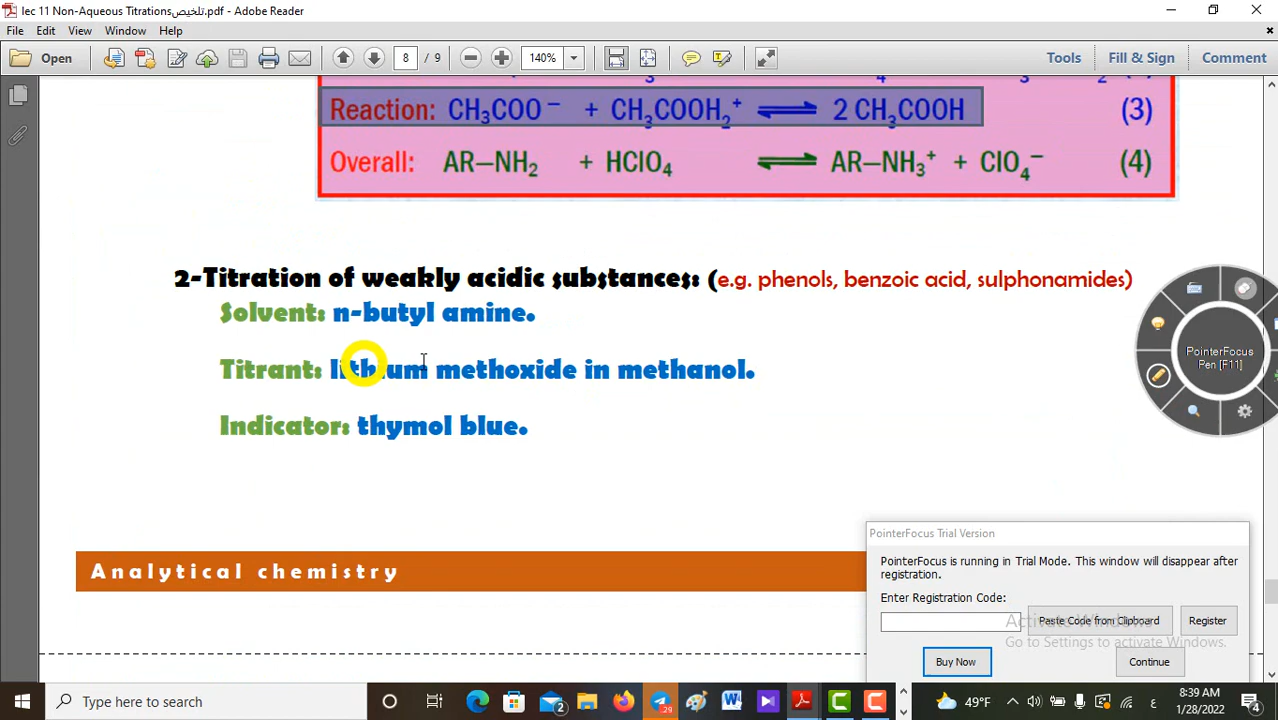 lec 11 Non-Aqueous Titrationsتلخيص.pdf - Adobe Reader
File Edit View Window Help
Open 8 / 9 140% Tools Fill & Sign Comment
Reaction: CH₃COO⁻ + CH₃COOH₂⁺ ⇌ 2 CH₃COOH (3)
Overall: AR—NH₂ + HClO₄ ⇌ AR—NH₃⁺ + ClO₄⁻ (4)
2-Titration of weakly acidic substances: (e.g. phenols, benzoic acid, sulphonamides)
Solvent: n-butyl amine.
Titrant: lithium methoxide in methanol.
Indicator: thymol blue.
PointerFocus
Pen [F11]
Analytical chemistry
PointerFocus Trial Version
PointerFocus is running in Trial Mode. This window will disappear after
registration.
Enter Registration Code:
Paste Code from Clipboard Register
Activate Windows
Go to Settings to activate Windows.
Buy Now Continue
Type here to search
2
29
49°F
ع
8:39 AM
1/28/2022
4